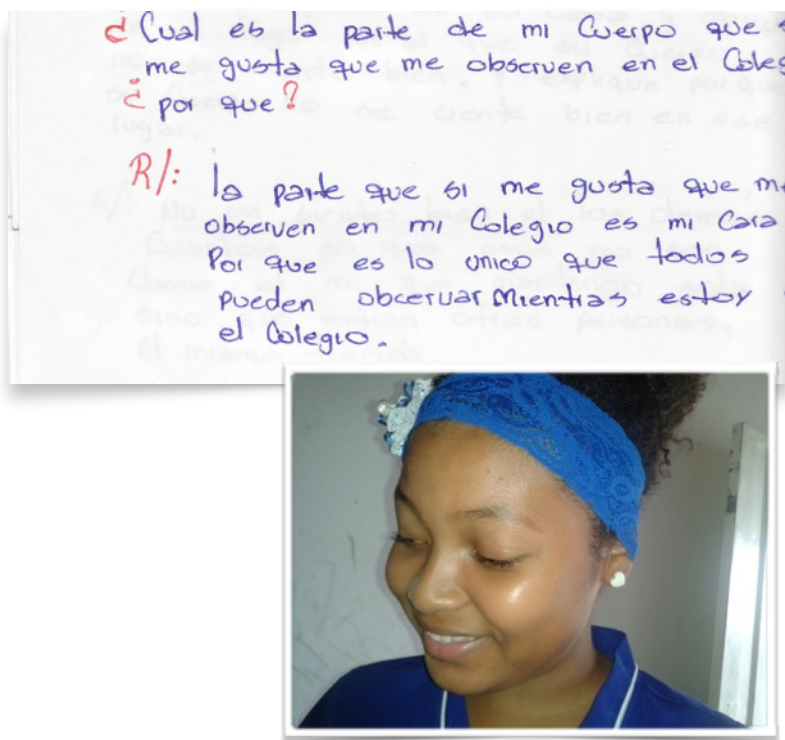 ¿Cual es la parte de mi Cuerpo que
me gusta que me observen en el
¿por que?
R/: la parte que si me gusta que
observen en mi Colegio es mi Cara
Por que es lo unico que todos
pueden obcervar mientras estoy
el Colegio.